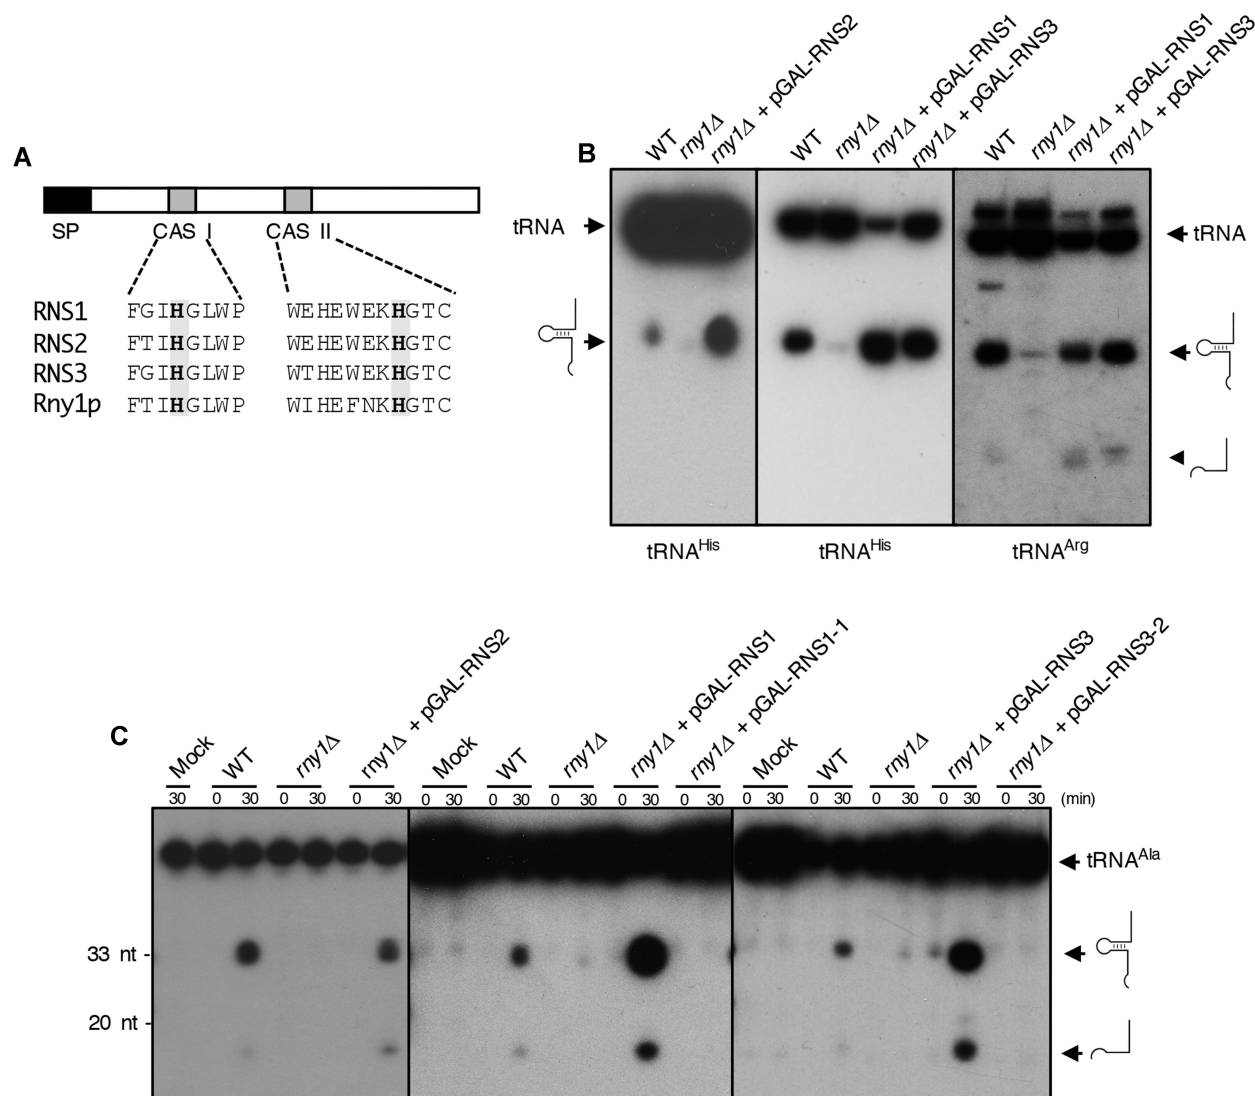 A
SP
CAS I
CAS II
RNS1 FGIHGLWP WEHEWEKHGTC
RNS2 FTIHGLWP WEHEWEKHGTC
RNS3 FGIHGLWP WTHEWEKHGTC
Rny1p FTIHGLWP WIHEFNKHGTC
B
WT
rny1Δ
rny1Δ + pGAL-RNS2
WT
rny1Δ
rny1Δ + pGAL-RNS1
rny1Δ + pGAL-RNS3
WT
rny1Δ
rny1Δ + pGAL-RNS1
rny1Δ + pGAL-RNS3
tRNA
tRNA
tRNAHis
tRNAHis
tRNAArg
C
Mock
WT
rny1Δ
rny1Δ + pGAL-RNS2
Mock
WT
rny1Δ
rny1Δ + pGAL-RNS1
rny1Δ + pGAL-RNS1-1
Mock
WT
rny1Δ
rny1Δ + pGAL-RNS3
rny1Δ + pGAL-RNS3-2
30 0 30 0 30 0 30 0 30 0 30 0 30 0 30 0 30 0 30 0 30 0 30 0 30 0 30 (min)
tRNAAla
33 nt
20 nt